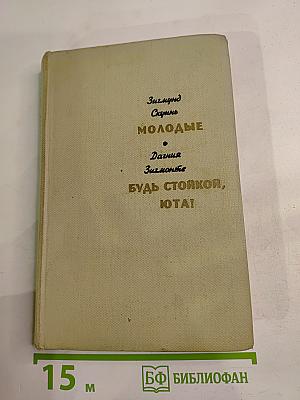 Зигмунд
Скуинь
МОЛОДЫЕ
•
Дагния
Зигмонте
БУДЬ СТОЙКОЙ,
ЮТА!
15 м
БФ БИБЛИОФАН